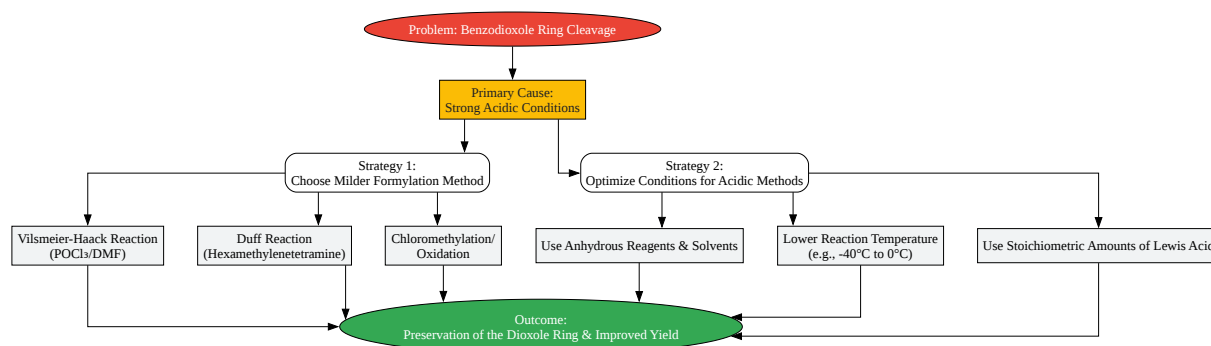 Problem: Benzodioxole Ring Cleavage
Primary Cause:
Strong Acidic Conditions
Strategy 1:
Choose Milder Formylation Method
Strategy 2:
Optimize Conditions for Acidic Methods
Vilsmeier-Haack Reaction
(POCl₃/DMF)
Duff Reaction
(Hexamethylenetetramine)
Chloromethylation/
Oxidation
Use Anhydrous Reagents & Solvents
Lower Reaction Temperature
(e.g., -40°C to 0°C)
Use Stoichiometric Amounts of Lewis Acid
Outcome:
Preservation of the Dioxole Ring & Improved Yield